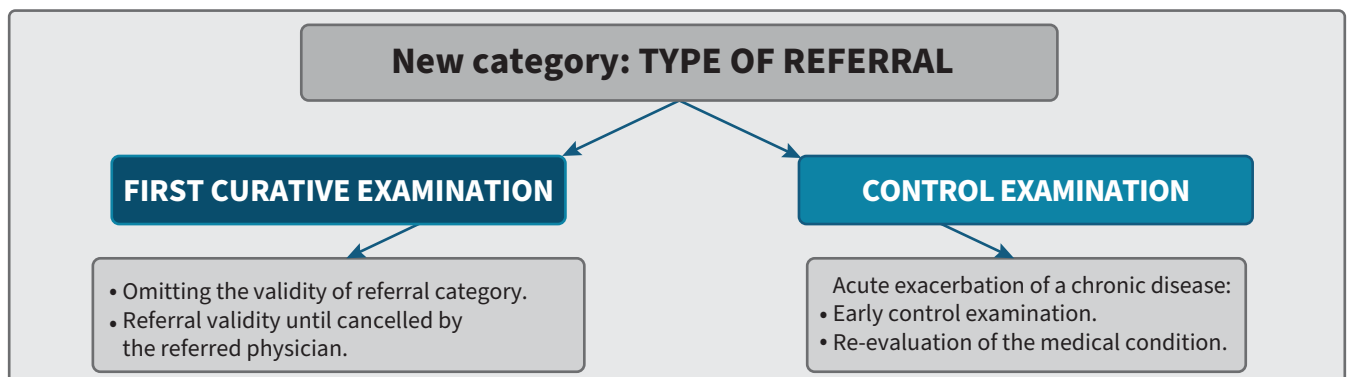 New category: TYPE OF REFERRAL
FIRST CURATIVE EXAMINATION
CONTROL EXAMINATION
• Omitting the validity of referral category.
• Referral validity until cancelled by
the referred physician.
Acute exacerbation of a chronic disease:
• Early control examination.
• Re-evaluation of the medical condition.